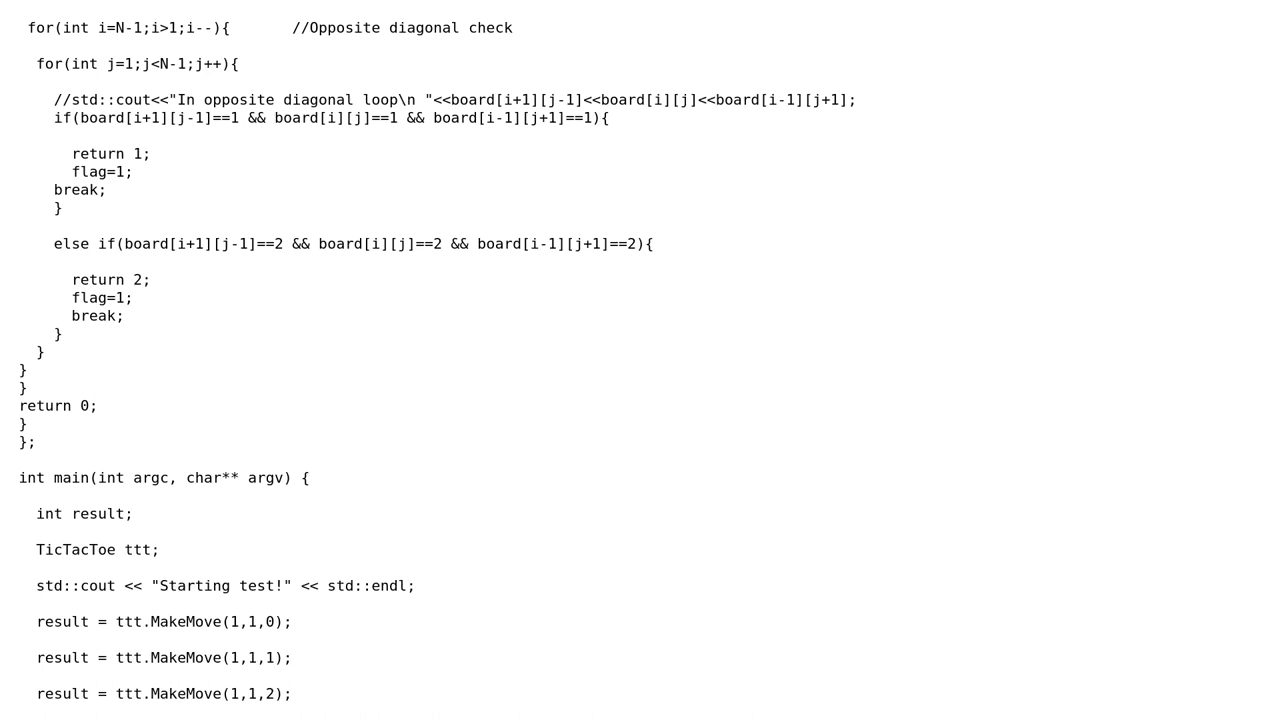 for(int i=N-1;i>1;i--){       //Opposite diagonal check
for(int j=1;j<N-1;j++){
//std::cout<<"In opposite diagonal loop\n "<<board[i+1][j-1]<<board[i][j]<<board[i-1][j+1];
if(board[i+1][j-1]==1 && board[i][j]==1 && board[i-1][j+1]==1){
return 1;
flag=1;
break;
}
else if(board[i+1][j-1]==2 && board[i][j]==2 && board[i-1][j+1]==2){
return 2;
flag=1;
break;
}
}
}
}
return 0;
}
};
int main(int argc, char** argv) {
int result;
TicTacToe ttt;
std::cout << "Starting test!" << std::endl;
result = ttt.MakeMove(1,1,0);
result = ttt.MakeMove(1,1,1);
result = ttt.MakeMove(1,1,2);